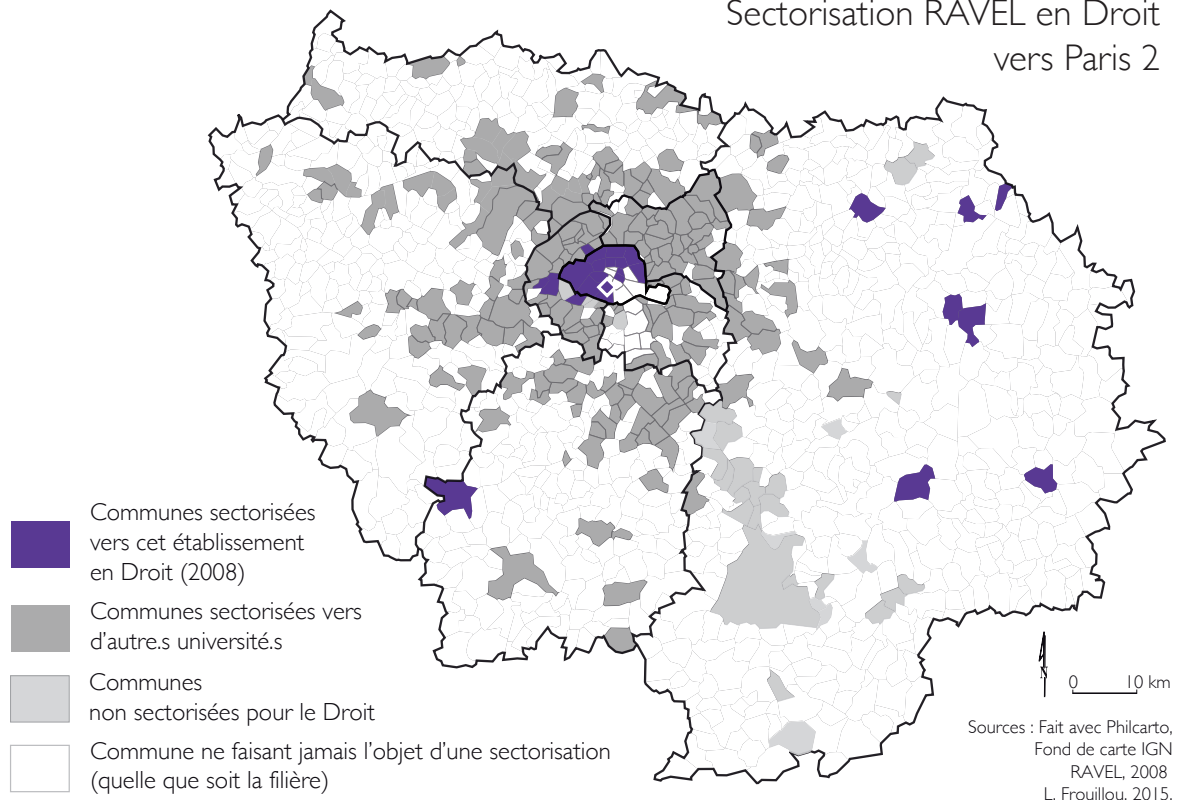 Sectorisation RAVEL en Droit
vers Paris 2
Communes sectorisées
vers cet établissement
en Droit (2008)
Communes sectorisées vers
d'autre.s université.s
Communes
non sectorisées pour le Droit
Commune ne faisant jamais l'objet d'une sectorisation
(quelle que soit la filière)
N
0 10 km
Sources : Fait avec Philcarto,
Fond de carte IGN
RAVEL, 2008
L. Frouillou, 2015.